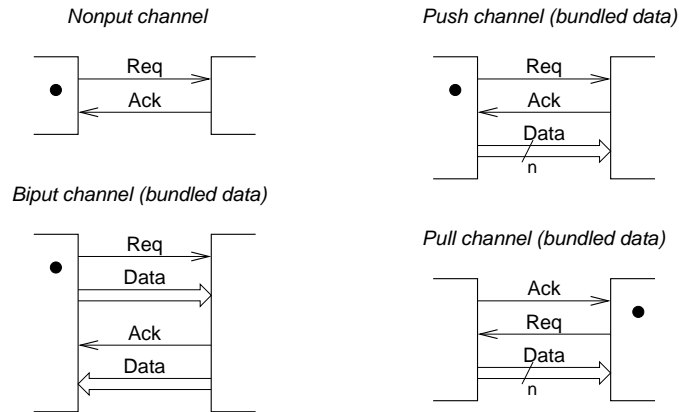 Nonput channel
Req
Ack
Push channel (bundled data)
Req
Ack
Data
n
Biput channel (bundled data)
Req
Data
Ack
Data
Pull channel (bundled data)
Ack
Req
Data
n